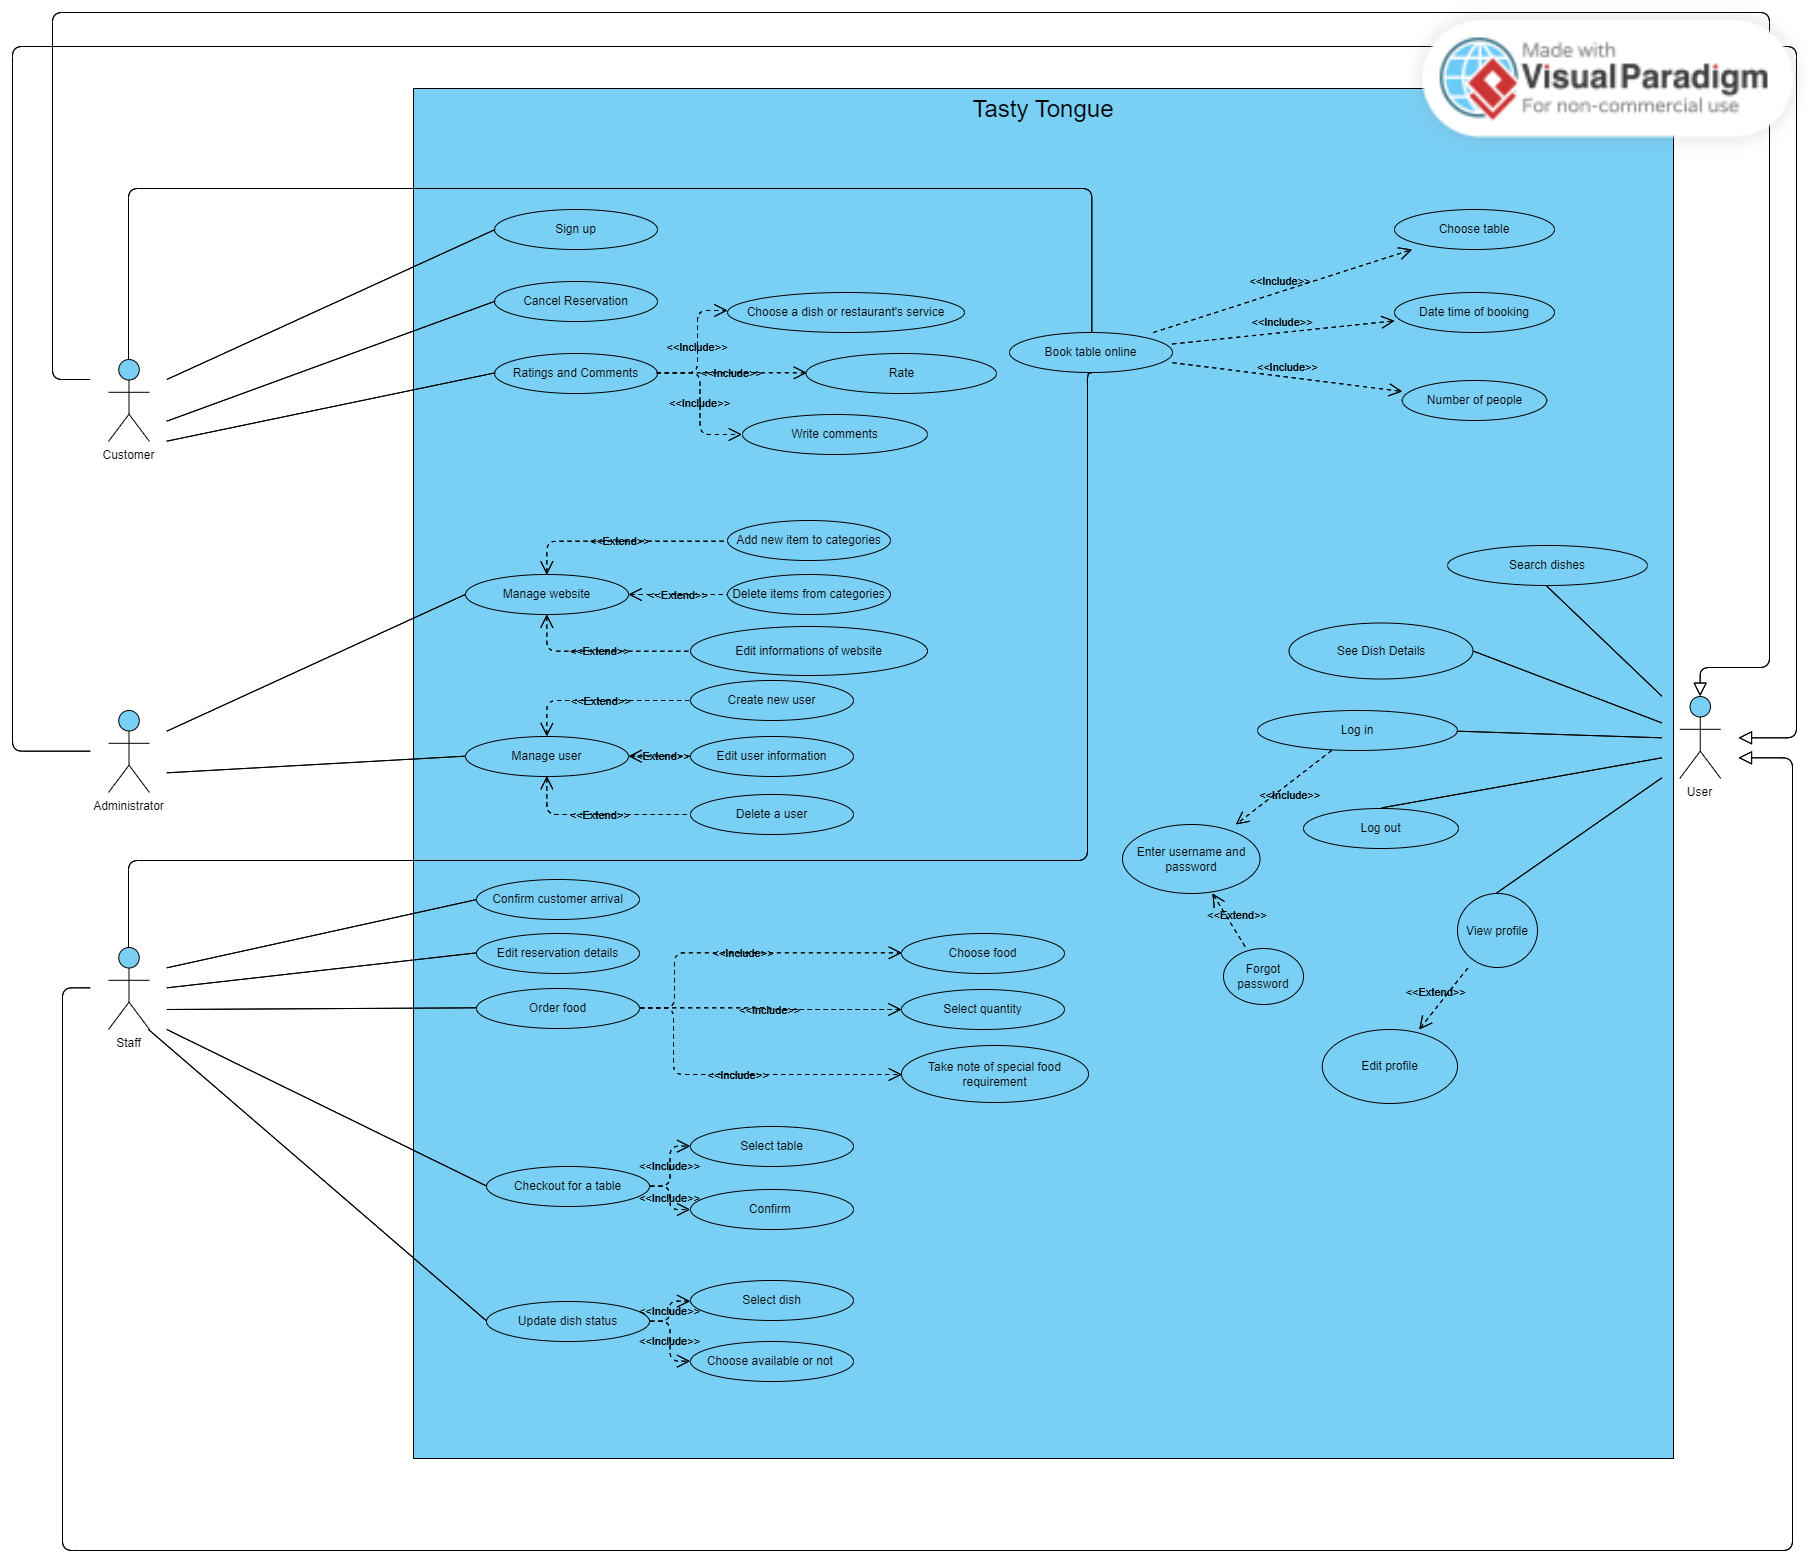 Made with
Visual Paradigm
For non-commercial use
Tasty Tongue
Sign up
Choose table
<<Include>>
Cancel Reservation
Choose a dish or restaurant's service
Date time of booking
<<Include>>
<<Include>>
Book table online
<<Include>>
Ratings and Comments
<<Include>>
Rate
Number of people
<<Include>>
Write comments
Customer
<<Extend>>
Add new item to categories
Search dishes
Manage website
<<Extend>>
Delete items from categories
<<Extend>>
Edit informations of website
See Dish Details
<<Extend>>
Create new user
Log in
Manage user
<<Extend>>
Edit user information
User
<<Include>>
Administrator
<<Extend>>
Delete a user
Log out
Enter username and
password
Confirm customer arrival
<<Extend>>
View profile
Edit reservation details
<<Include>>
Choose food
Forgot
password
<<Extend>>
Order food
<<Include>>
Select quantity
Staff
Take note of special food
requirement
<<Include>>
Edit profile
Select table
<<Include>>
Checkout for a table
<<Include>>
Confirm
Select dish
<<Include>>
Update dish status
<<Include>>
Choose available or not